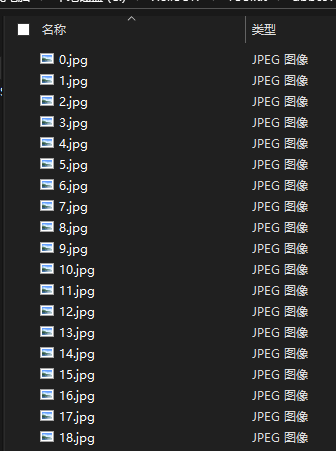 名称 类型
0.jpg JPEG 图像
1.jpg JPEG 图像
2.jpg JPEG 图像
3.jpg JPEG 图像
4.jpg JPEG 图像
5.jpg JPEG 图像
6.jpg JPEG 图像
7.jpg JPEG 图像
8.jpg JPEG 图像
9.jpg JPEG 图像
10.jpg JPEG 图像
11.jpg JPEG 图像
12.jpg JPEG 图像
13.jpg JPEG 图像
14.jpg JPEG 图像
15.jpg JPEG 图像
16.jpg JPEG 图像
17.jpg JPEG 图像
18.jpg JPEG 图像